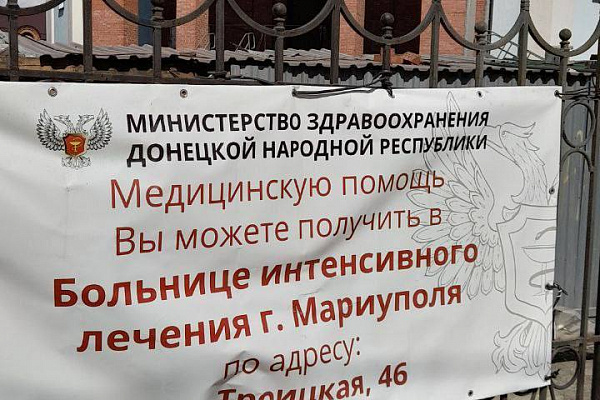 МИНИСТЕРСТВО ЗДРАВООХРАНЕНИЯ
ДОНЕЦКОЙ НАРОДНОЙ РЕСПУБЛИКИ
Медицинскую помощь
Вы можете получить в
Больнице интенсивного
лечения г. Мариуполя
по адресу:
Троицкая, 46